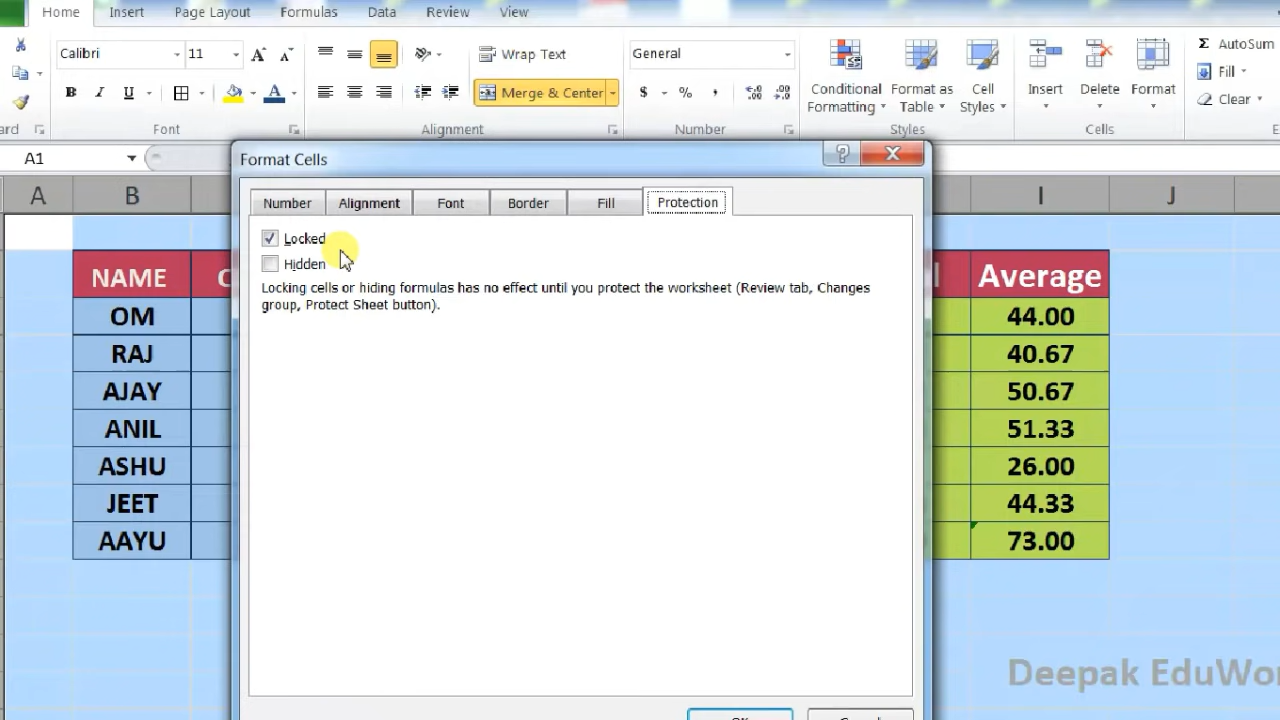 Home Insert Page Layout Formulas Data Review View
Calibri 11 A A Wrap Text General Conditional Formatting Format as Table Cell Styles Insert Delete Format Σ AutoSum
Fill
B I U A Merge & Center $ % , Clear
ard Font Alignment Number Styles Cells E
A1 Format Cells
A B I J
Number Alignment Font Border Fill Protection
Locked
Hidden
Locking cells or hiding formulas has no effect until you protect the worksheet (Review tab, Changes
group, Protect Sheet button).
NAME C l Average
OM 44.00
RAJ 40.67
AJAY 50.67
ANIL 51.33
ASHU 26.00
JEET 44.33
AAYU 73.00
Deepak EduWor